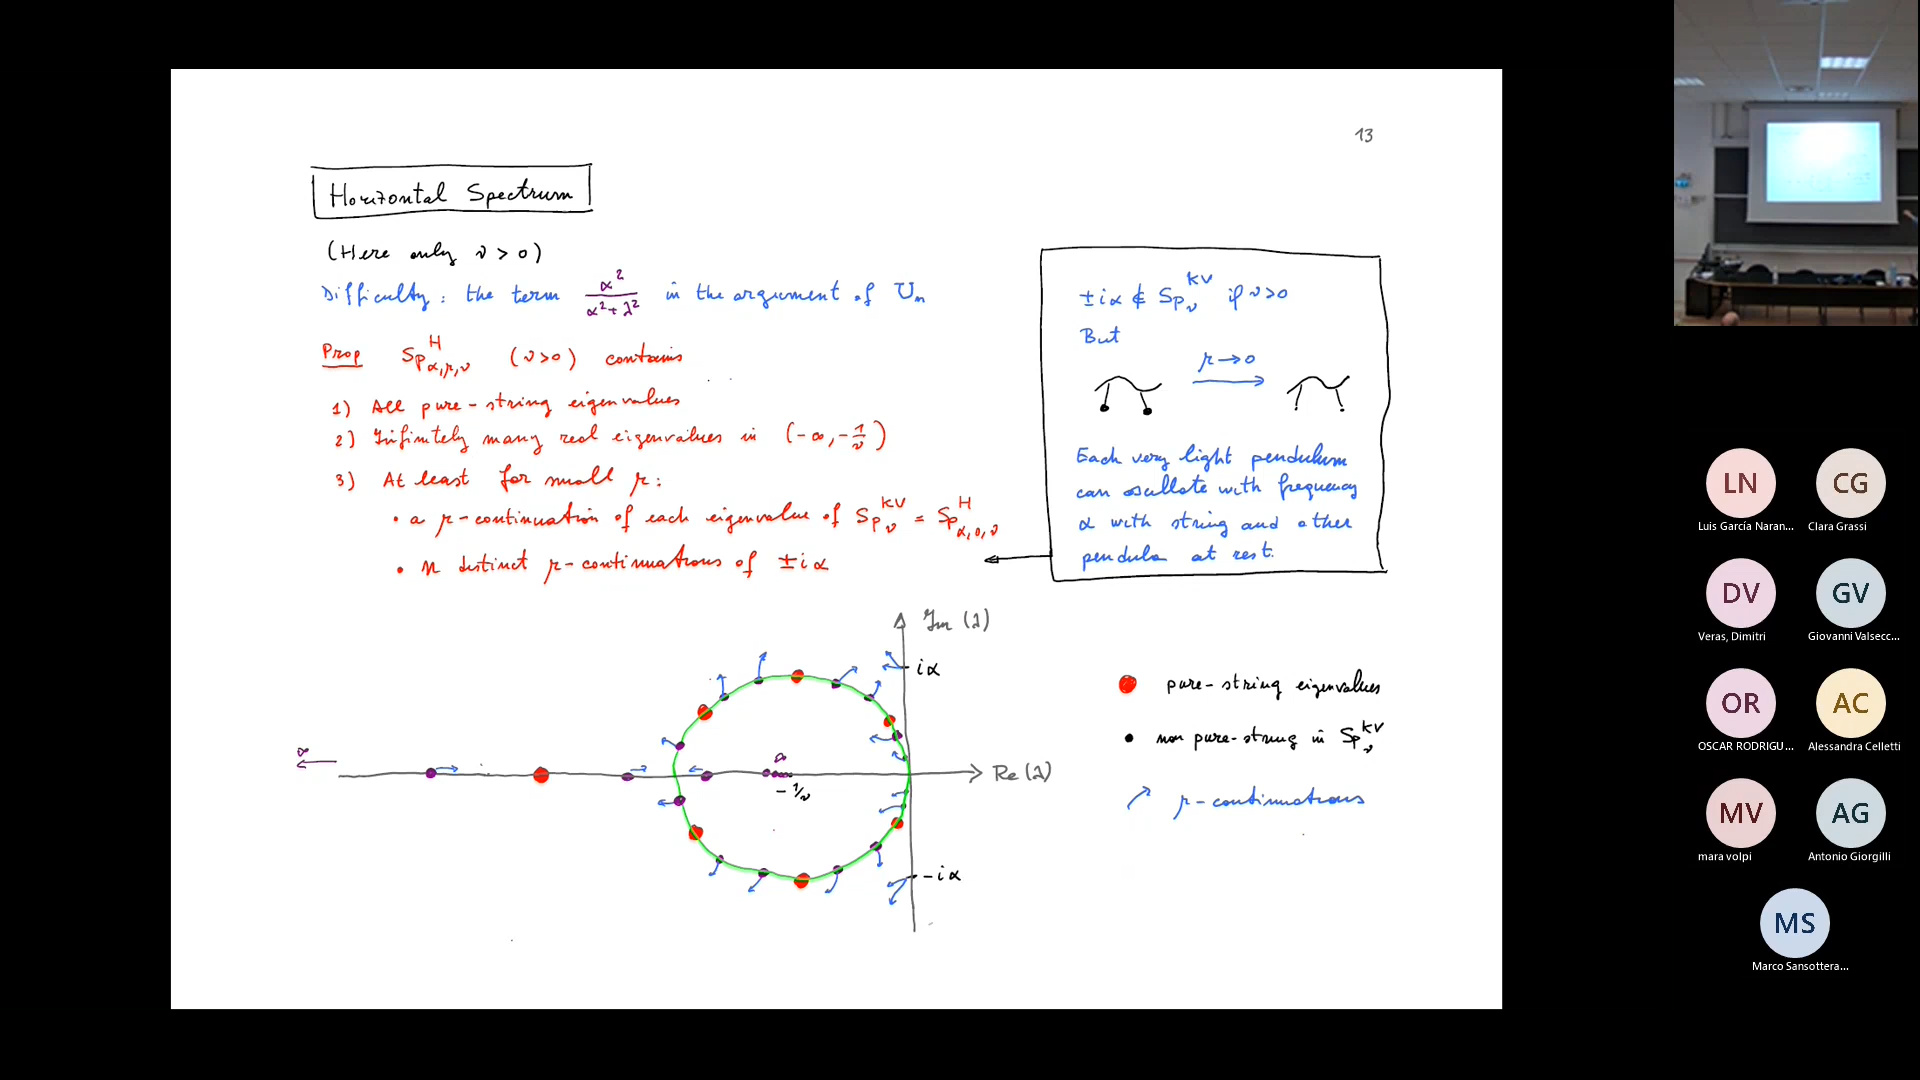 13
Horizontal Spectrum
(Here only ν > 0)
Difficulty: the term α²/(α²+λ²) in the argument of Uₙ
Prop Sp^H_{α,μ,ν} (ν>0) contains
1) All pure-string eigenvalues
2) Infinitely many real eigenvalues in (-∞, -1/ν)
3) At least for small μ:
• a μ-continuation of each eigenvalue of Sp^{KV}_ν = Sp^H_{α,0,ν}
• n distinct μ-continuations of ±iα
±iα ∉ Sp^{KV}_ν if ν>0
But
μ→0
Each very light pendulum
can oscillate with frequency
α with string and other
pendula at rest.
Im(λ)
iα
∞
-1/ν
Re(λ)
-iα
pure-string eigenvalues
non pure-string in Sp^{KV}_ν
μ-continuations
LN
Luis García Naran...
CG
Clara Grassi
DV
Veras, Dimitri
GV
Giovanni Valsecc...
OR
OSCAR RODRIGU...
AC
Alessandra Celletti
MV
mara volpi
AG
Antonio Giorgilli
MS
Marco Sansottera...